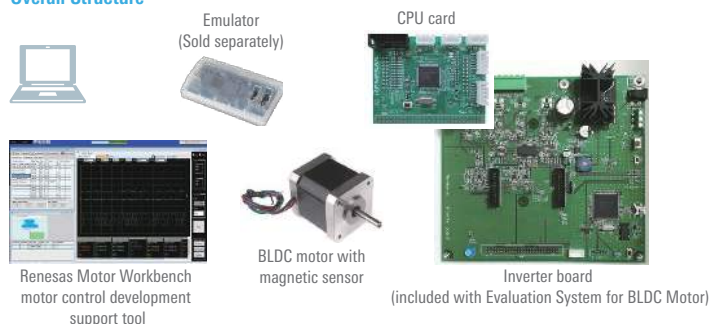 Overall Structure
Emulator
(Sold separately)
CPU card
Renesas Motor Workbench
motor control development
support tool
BLDC motor with
magnetic sensor
Inverter board
(included with Evaluation System for BLDC Motor)